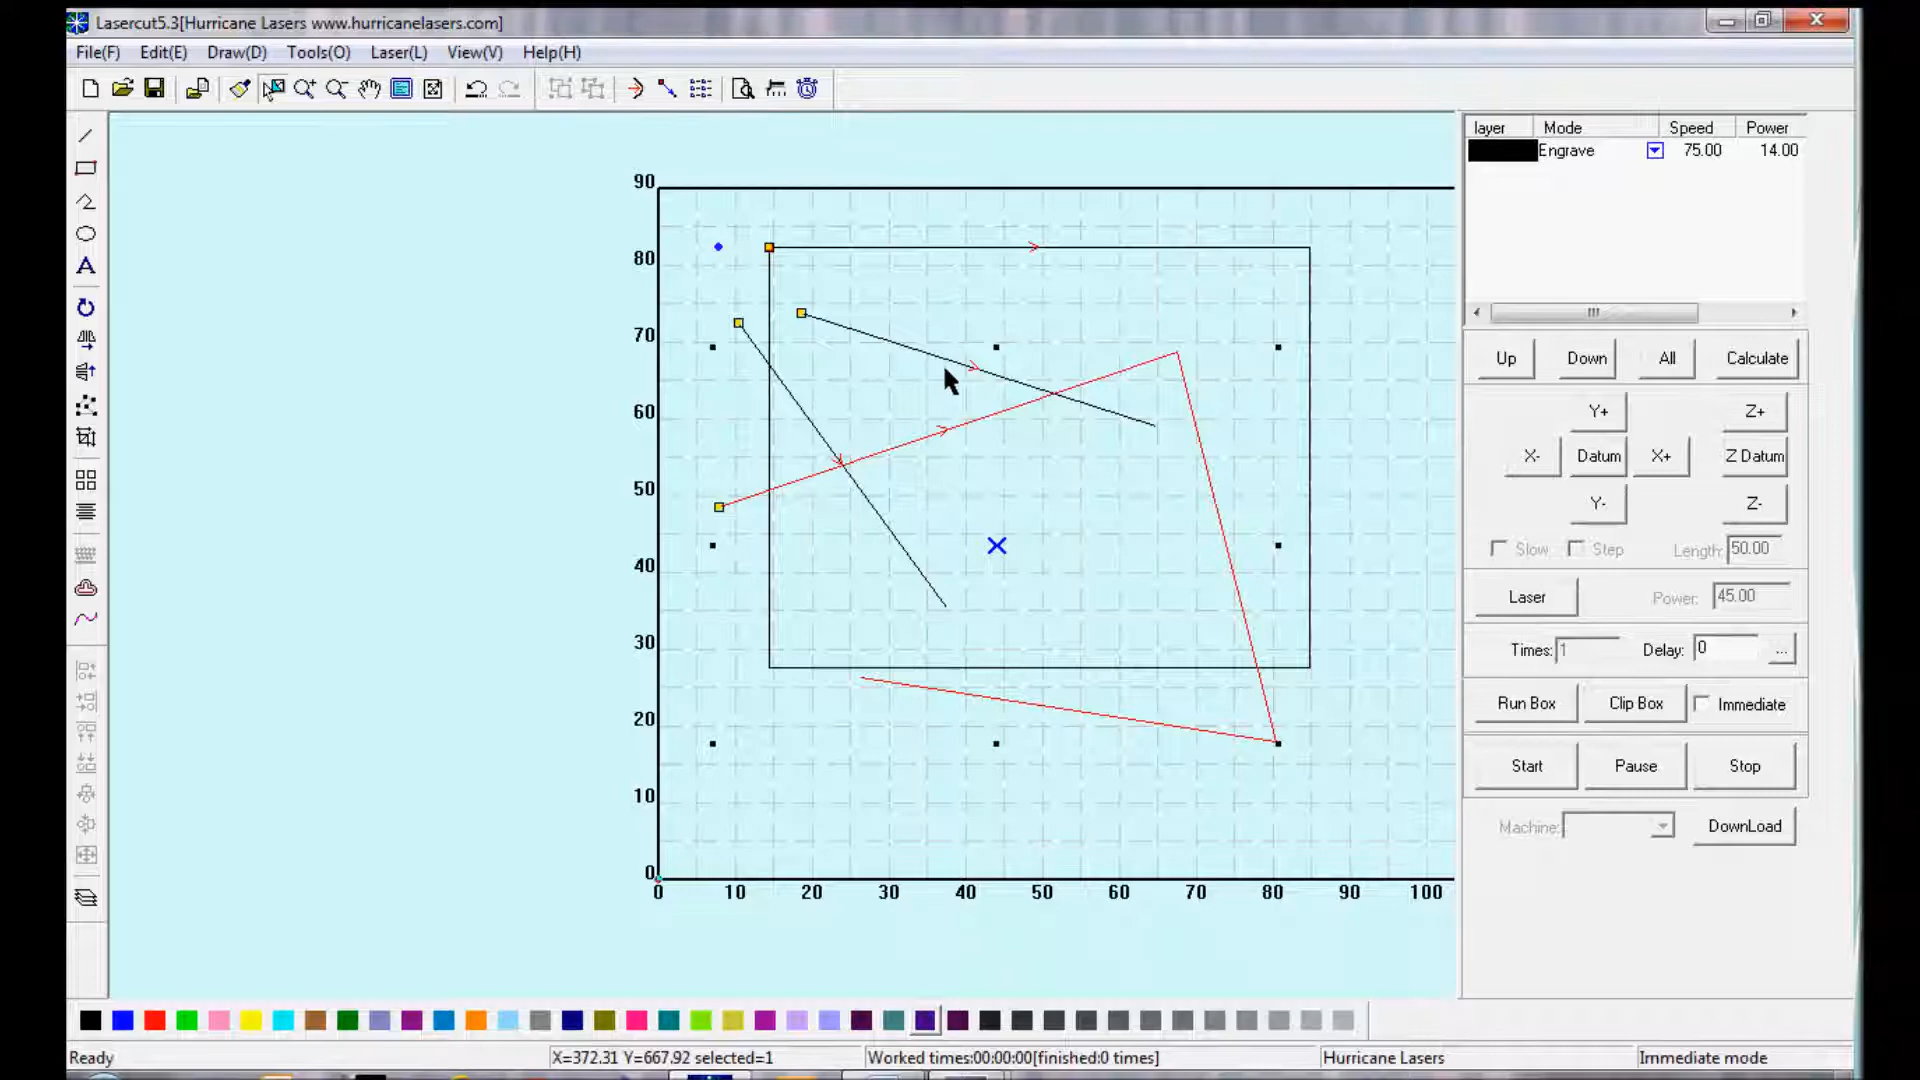 Lasercut5.3[Hurricane Lasers www.hurricanelasers.com]
File(F) Edit(E) Draw(D) Tools(O) Laser(L) View(V) Help(H)
layer Mode Speed Power
Engrave 75.00 14.00
90
80
70
60
50
40
30
20
10
0
0 10 20 30 40 50 60 70 80 90 100
Up Down All Calculate
Y+ Z+
X- Datum X+ Z Datum
Y- Z-
Slow Step Length: 50.00
Laser Power: 45.00
Times: 1 Delay: 0 ...
Run Box Clip Box Immediate
Start Pause Stop
Machine: DownLoad
Ready X=372.31 Y=667.92 selected=1 Worked times:00:00:00[finished:0 times] Hurricane Lasers Immediate mode